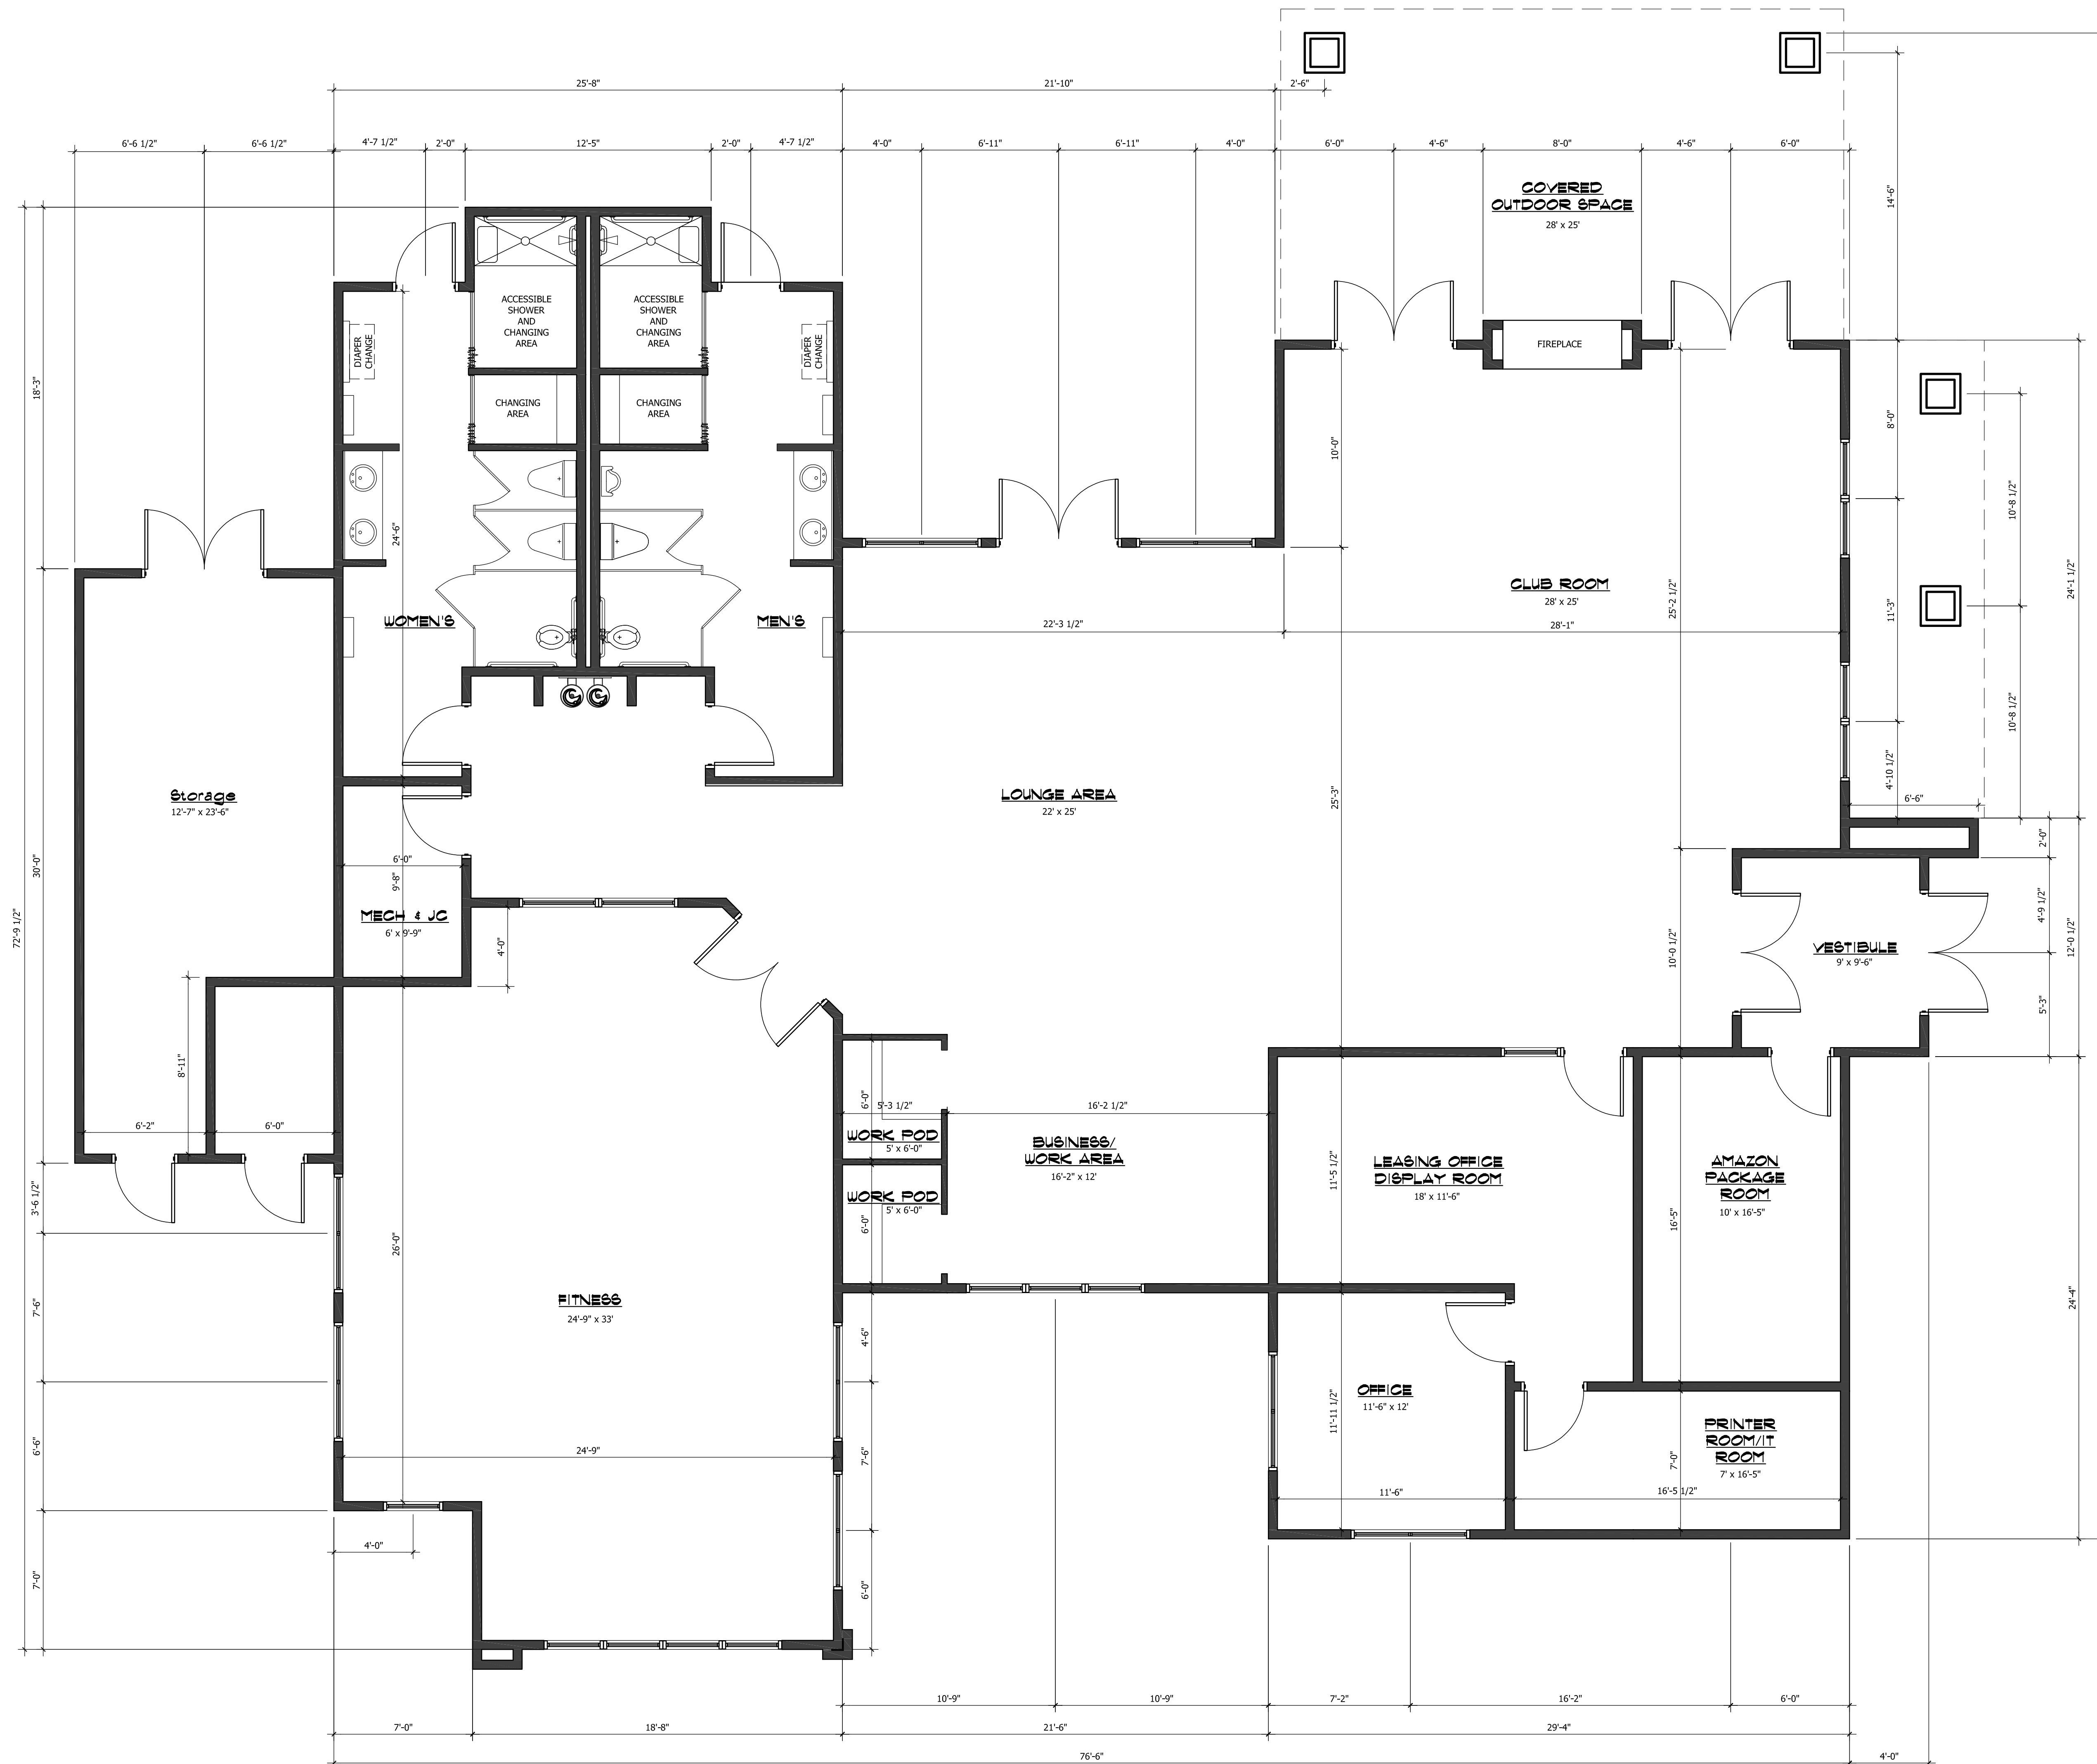 25'-8"
21'-10"
2'-6"
6'-6 1/2"
6'-6 1/2"
4'-7 1/2"
2'-0"
12'-5"
2'-0"
4'-7 1/2"
4'-0"
6'-11"
6'-11"
4'-0"
6'-0"
4'-6"
8'-0"
4'-6"
6'-0"
14'-6"
COVERED
OUTDOOR SPACE
28' x 25'
ACCESSIBLE
SHOWER
AND
CHANGING
AREA
ACCESSIBLE
SHOWER
AND
CHANGING
AREA
DIAPER
CHANGE
DIAPER
CHANGE
FIREPLACE
18'-3"
CHANGING
AREA
CHANGING
AREA
10'-0"
8'-0"
10'-8 1/2"
24'-1 1/2"
24'-6"
CLUB ROOM
28' x 25'
25'-2 1/2"
11'-3"
WOMEN'S
MEN'S
22'-3 1/2"
28'-1"
10'-8 1/2"
4'-10 1/2"
Storage
12'-7" x 23'-6"
LOUNGE AREA
22' x 25'
25'-3"
6'-6"
2'-0"
30'-0"
6'-0"
9'-8"
MECH & JC
6' x 9'-9"
4'-0"
72'-9 1/2"
10'-0 1/2"
VESTIBULE
9' x 9'-6"
4'-9 1/2"
12'-0 1/2"
5'-3"
8'-11"
6'-2"
6'-0"
6'-0"
5'-3 1/2"
16'-2 1/2"
WORK POD
5' x 6'-0"
BUSINESS/
WORK AREA
16'-2" x 12'
11'-5 1/2"
LEASING OFFICE
DISPLAY ROOM
18' x 11'-6"
AMAZON
PACKAGE
ROOM
10' x 16'-5"
16'-5"
WORK POD
5' x 6'-0"
6'-0"
3'-6 1/2"
26'-0"
7'-6"
FITNESS
24'-9" x 33'
4'-6"
24'-4"
OFFICE
11'-6" x 12'
11'-11 1/2"
PRINTER
ROOM/IT
ROOM
7' x 16'-5"
7'-0"
6'-6"
24'-9"
7'-6"
11'-6"
16'-5 1/2"
4'-0"
7'-0"
6'-0"
10'-9"
10'-9"
7'-2"
16'-2"
6'-0"
7'-0"
18'-8"
21'-6"
29'-4"
76'-6"
4'-0"